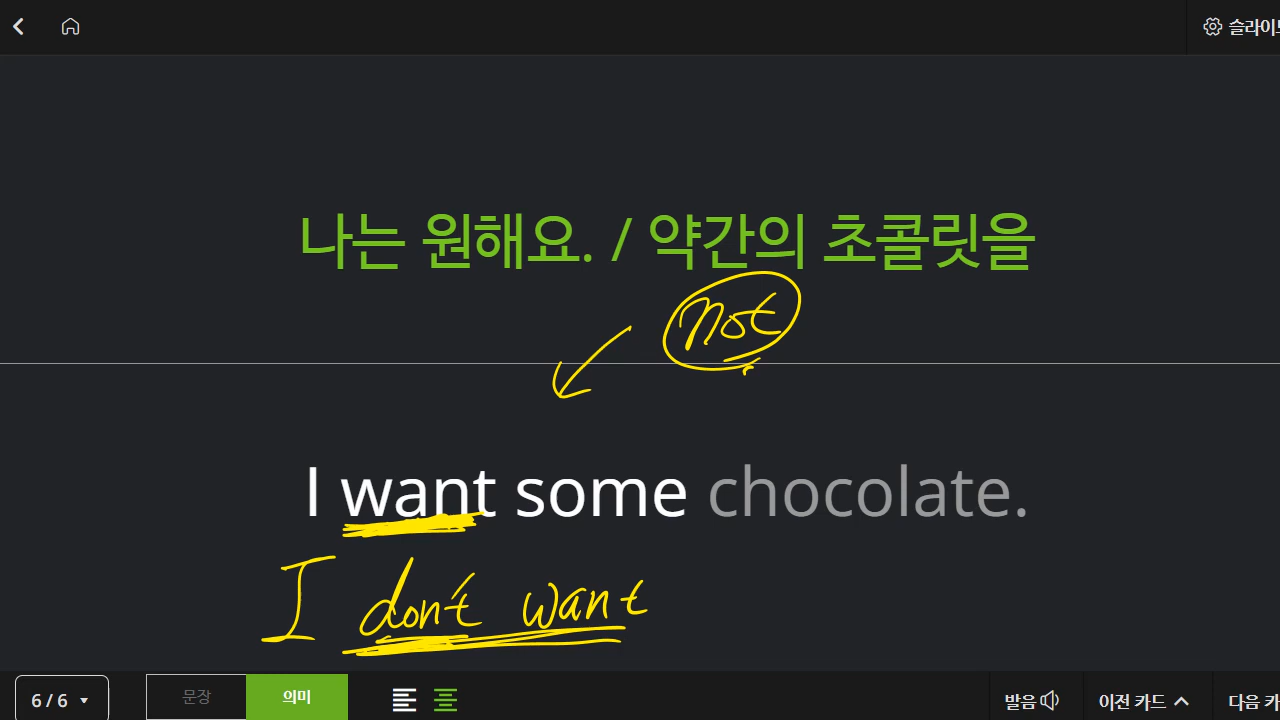 슬라이드
나는 원해요. / 약간의 초콜릿을
not
I want some chocolate.
I don't want
6 / 6
문장
의미
발음
이전 카드
다음 카